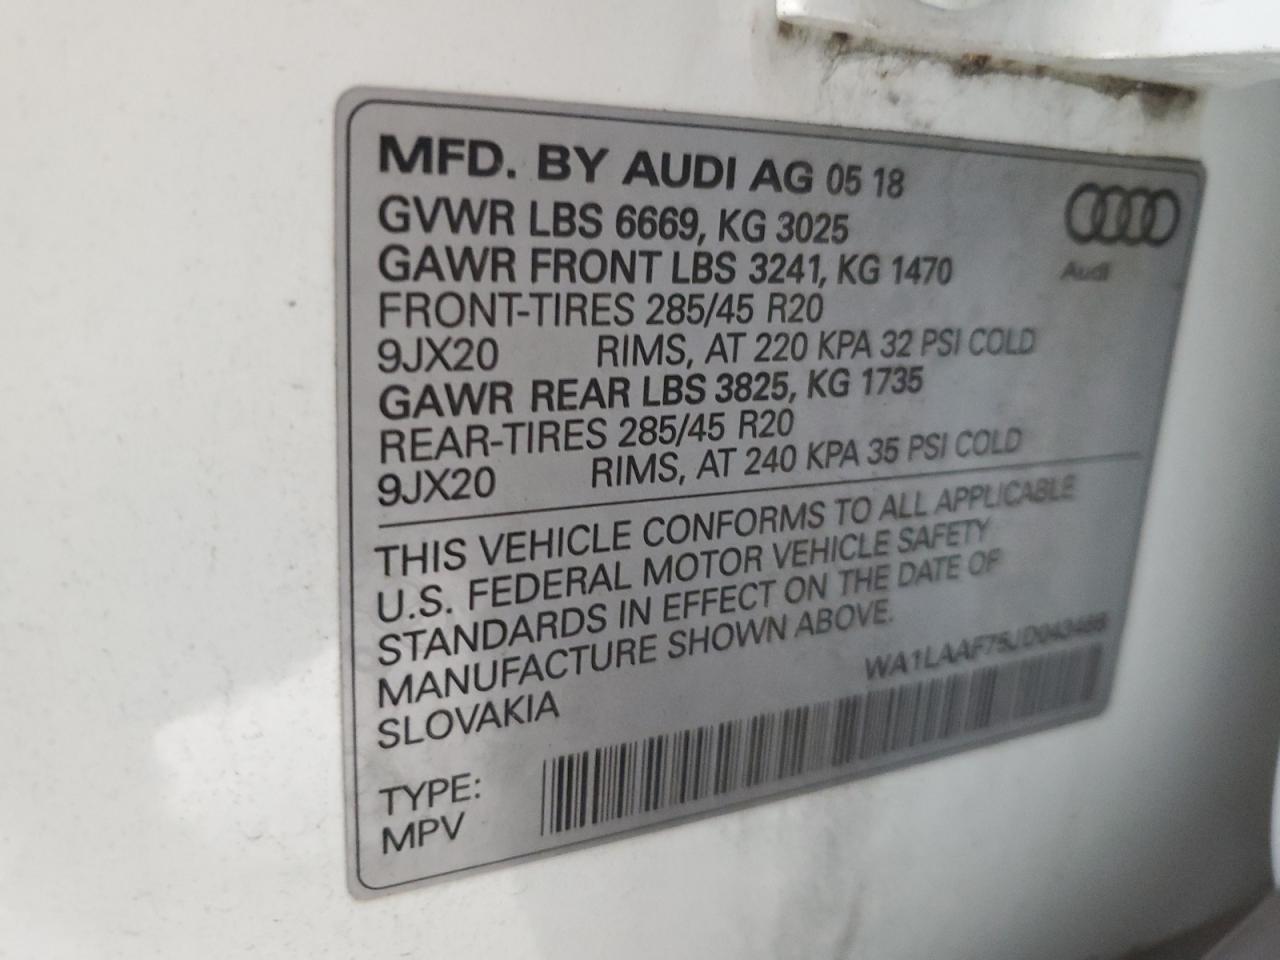 MFD. BY AUDI AG 05 18
GVWR LBS 6669, KG 3025
GAWR FRONT LBS 3241, KG 1470
FRONT-TIRES 285/45 R20
9JX20 RIMS, AT 220 KPA 32 PSI COLD
GAWR REAR LBS 3825, KG 1735
REAR-TIRES 285/45 R20
9JX20 RIMS, AT 240 KPA 35 PSI COLD
THIS VEHICLE CONFORMS TO ALL APPLICABLE
U.S. FEDERAL MOTOR VEHICLE SAFETY
STANDARDS IN EFFECT ON THE DATE OF
MANUFACTURE SHOWN ABOVE.
SLOVAKIA
TYPE:
MPV
Audi